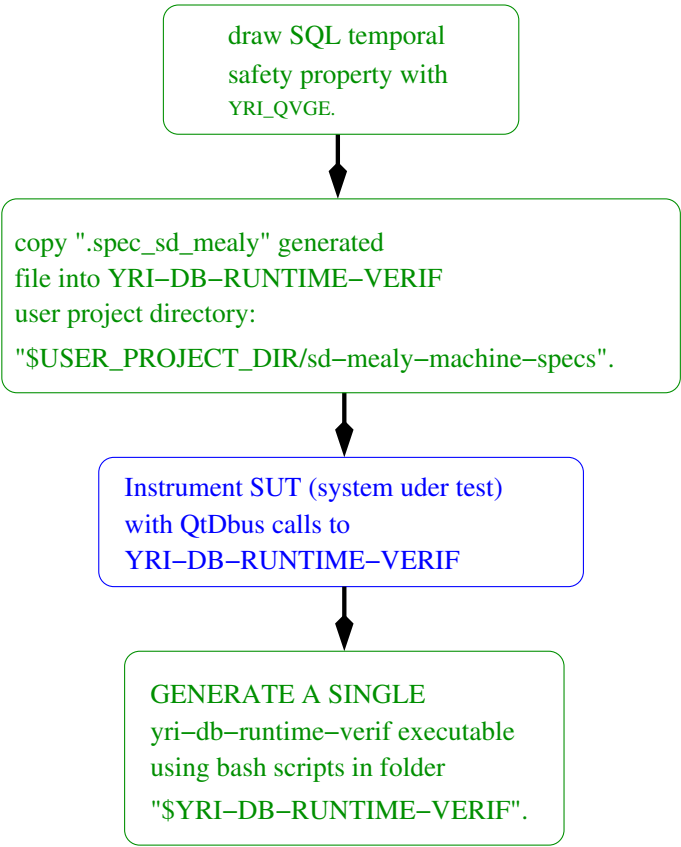 draw SQL temporal
safety property with
YRI_QVGE.
copy ".spec_sd_mealy" generated
file into YRI−DB−RUNTIME−VERIF
user project directory:
"$USER_PROJECT_DIR/sd−mealy−machine−specs".
Instrument SUT (system uder test)
with QtDbus calls to
YRI−DB−RUNTIME−VERIF
GENERATE A SINGLE
yri−db−runtime−verif executable
using bash scripts in folder
"$YRI−DB−RUNTIME−VERIF".